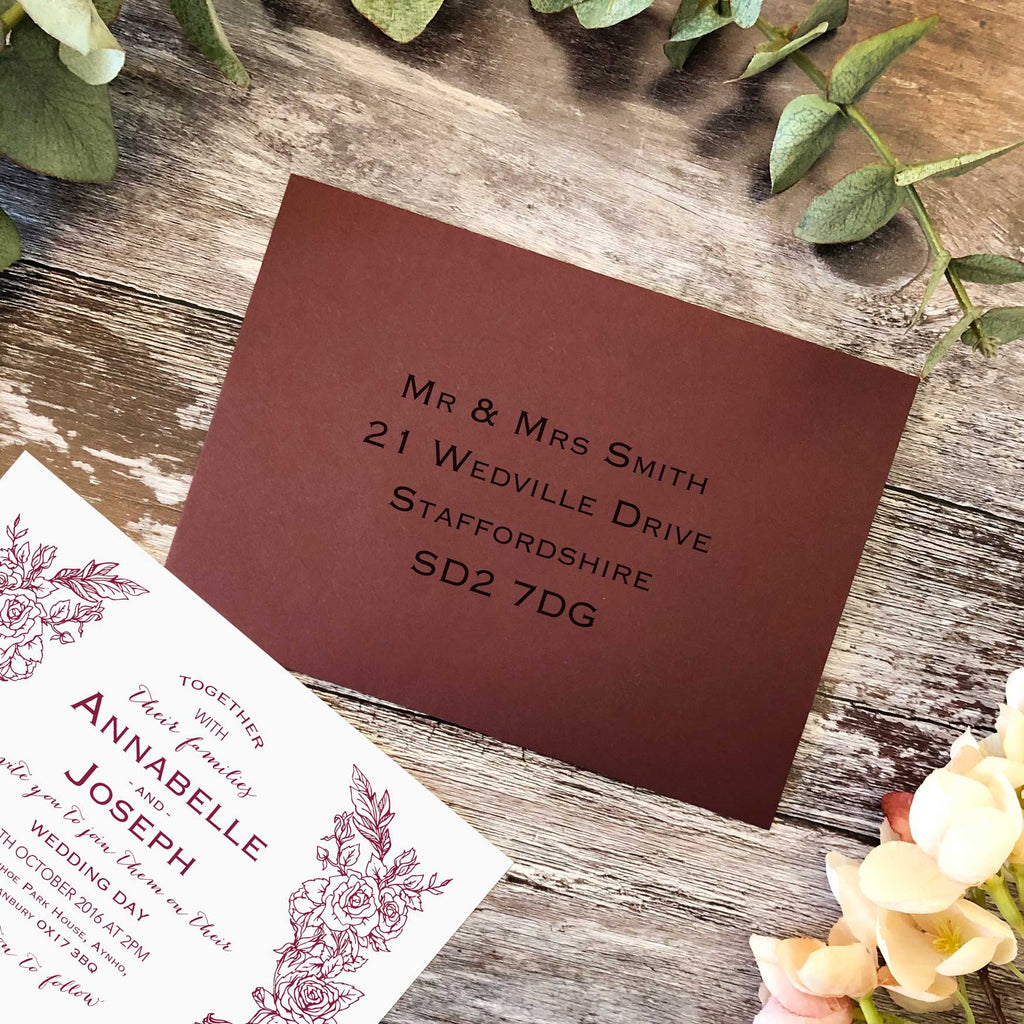 Mr & Mrs Smith
21 Wedville Drive
Staffordshire
SD2 7DG
TOGETHER
WITH
their families
Annabelle
-AND-
Joseph
you to join them on their
WEDDING DAY
TH OCTOBER 2016 AT 2PM
Park House, Aynho,
OX17 3BQ
to follow